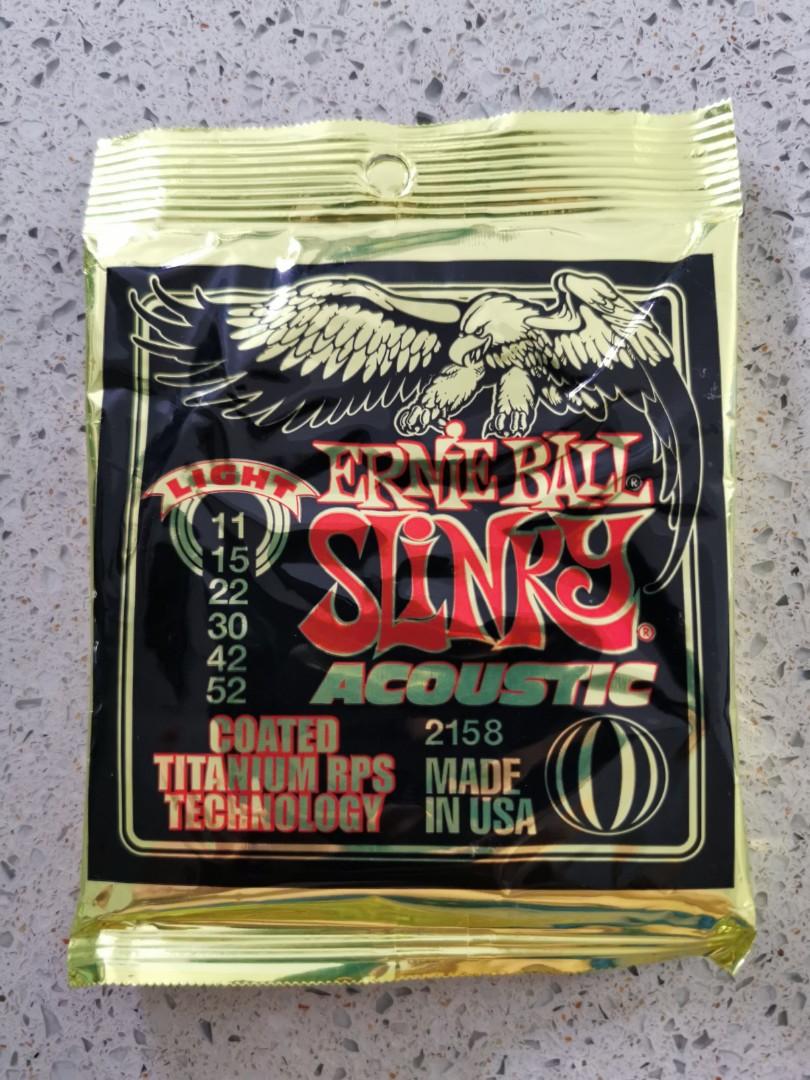 ERNiE BALL ®
SLiNKY ®
ACOUSTIC
LiGHT
11
15
22
30
42
52
COATED
TITANIUM RPS
TECHNOLOGY
2158
MADE
IN USA